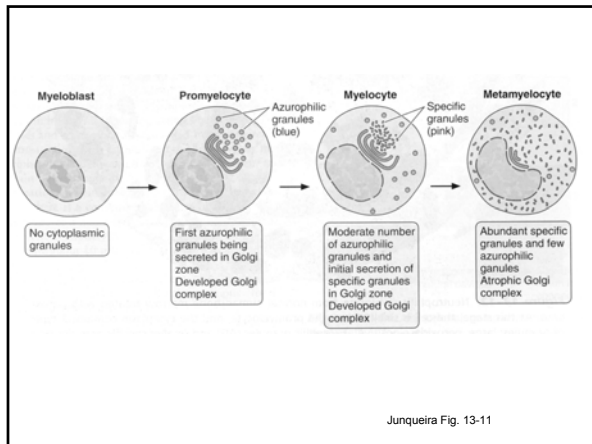 Myeloblast
Promyelocyte
Myelocyte
Metamyelocyte
Azurophilic
granules
(blue)
Specific
granules
(pink)
No cytoplasmic
granules
First azurophilic
granules being
secreted in Golgi
zone
Developed Golgi
complex
Moderate number
of azurophilic
granules and
initial secretion of
specific granules
in Golgi zone
Developed Golgi
complex
Abundant specific
granules and few
azurophilic
ganules
Atrophic Golgi
complex
Junqueira Fig. 13-11